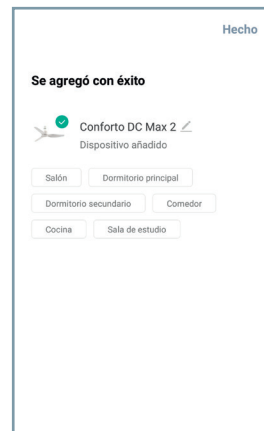 Hecho
Se agregó con éxito
Conforto DC Max 2
Dispositivo añadido
Salón
Dormitorio principal
Dormitorio secundario
Comedor
Cocina
Sala de estudio